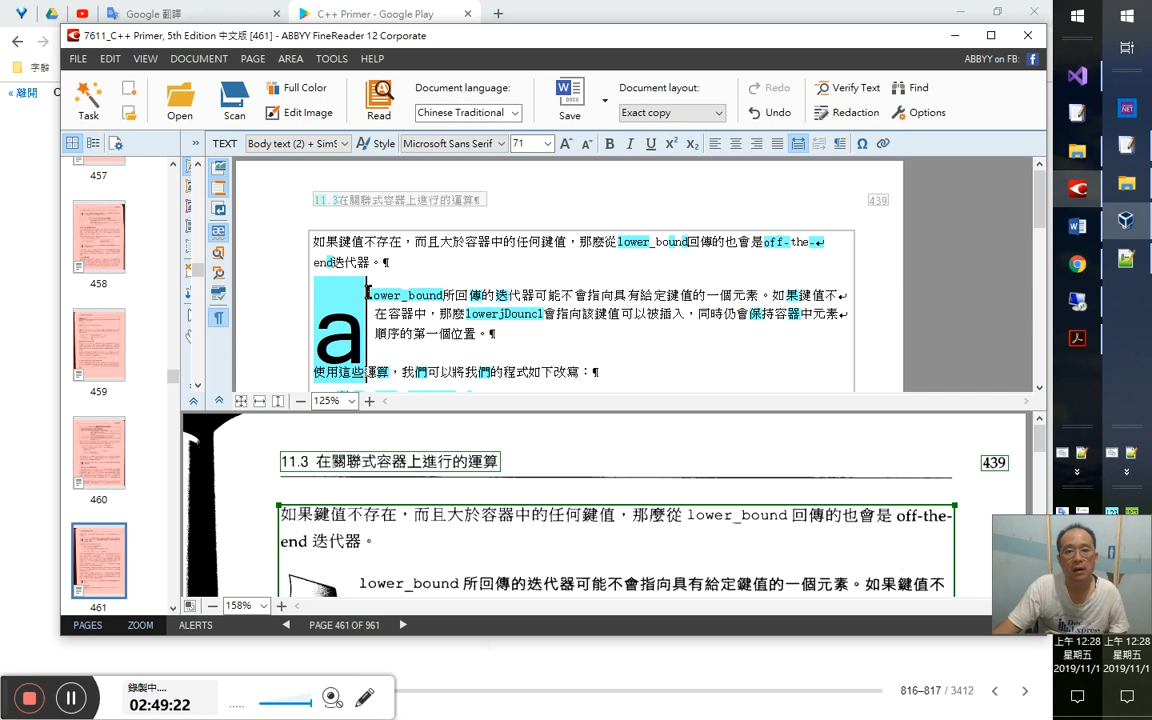 Google 翻譯
C++ Primer - Google Play
字齡
« 離開
7611_C++ Primer, 5th Edition 中文版 [461] - ABBYY FineReader 12 Corporate
FILE EDIT VIEW DOCUMENT PAGE AREA TOOLS HELP
ABBYY on FB:
Task
Open
Scan
Full Color
Edit Image
Read
Document language:
Chinese Traditional
Save
Document layout:
Exact copy
Redo
Undo
Verify Text
Find
Redaction
Options
TEXT Body text (2) + SimS Style Microsoft Sans Serif 71
457
458
459
460
461
11.3在關聯式容器上進行的運算¶
439
如果鍵值不存在，而且大於容器中的任何鍵值，那麼從lower_bound回傳的也會是off-the-↵
end迭代器。¶
a
ower_bound所回傳的迭代器可能不會指向具有給定鍵值的一個元素。如果鍵值不↵
在容器中，那麼lowerjDounc1會指向該鍵值可以被插入，同時仍會保持容器中元素↵
順序的第一個位置。¶
使用這些運算，我們可以將我們的程式如下改寫：¶
125%
11.3 在關聯式容器上進行的運算
439
如果鍵值不存在，而且大於容器中的任何鍵值，那麼從 lower_bound 回傳的也會是 off-the-
end 迭代器。
lower_bound 所回傳的迭代器可能不會指向具有給定鍵值的一個元素。如果鍵值不
158%
PAGES ZOOM ALERTS PAGE 461 OF 961
錄製中....
02:49:22
816–817 / 3412
上午 12:28
星期五
2019/11/1
上午 12:28
星期五
2019/11/1